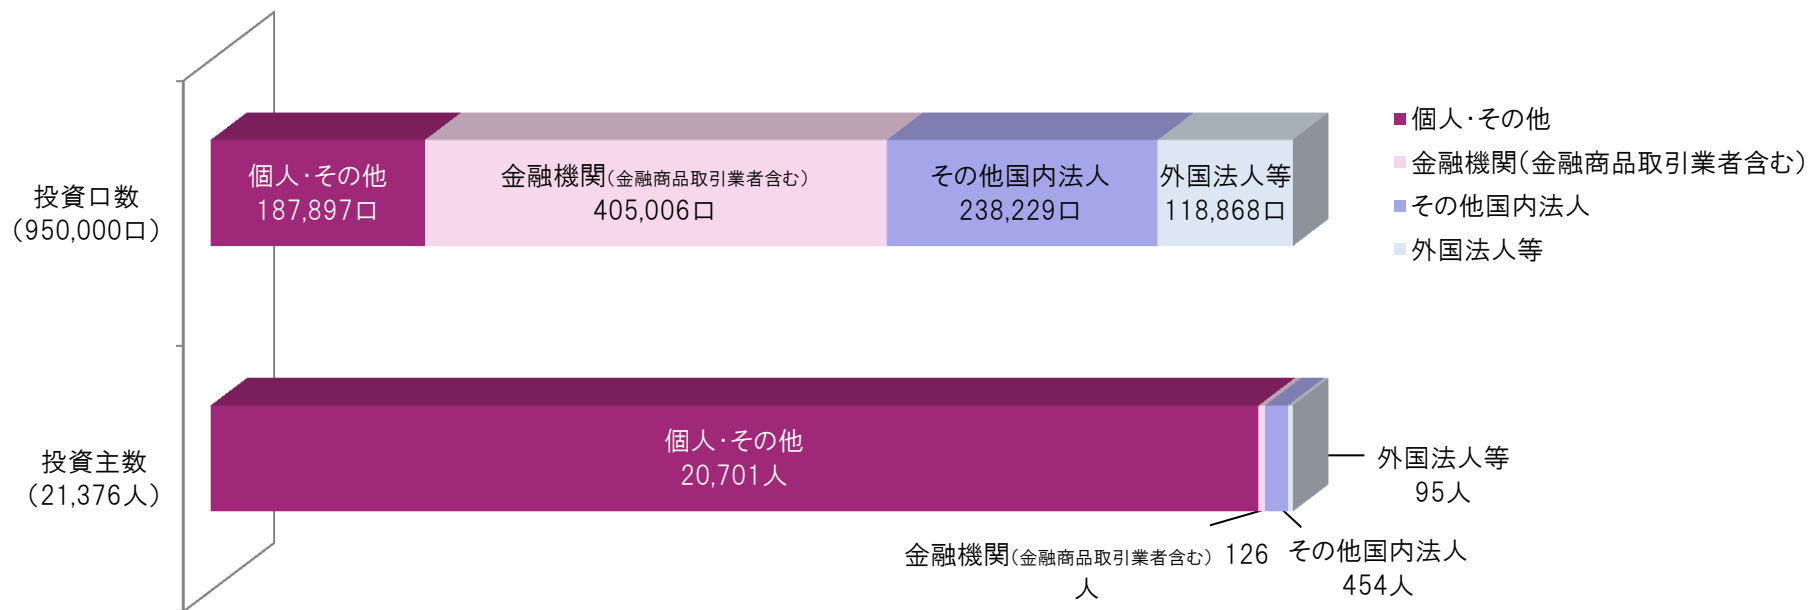 個人・その他
187,897口
金融機関(金融商品取引業者含む)
405,006口
その他国内法人
238,229口
外国法人等
118,868口
投資口数
(950,000口)
個人・その他
金融機関(金融商品取引業者含む)
その他国内法人
外国法人等
個人・その他
20,701人
投資主数
(21,376人)
外国法人等
95人
金融機関(金融商品取引業者含む) 126
人
その他国内法人
454人